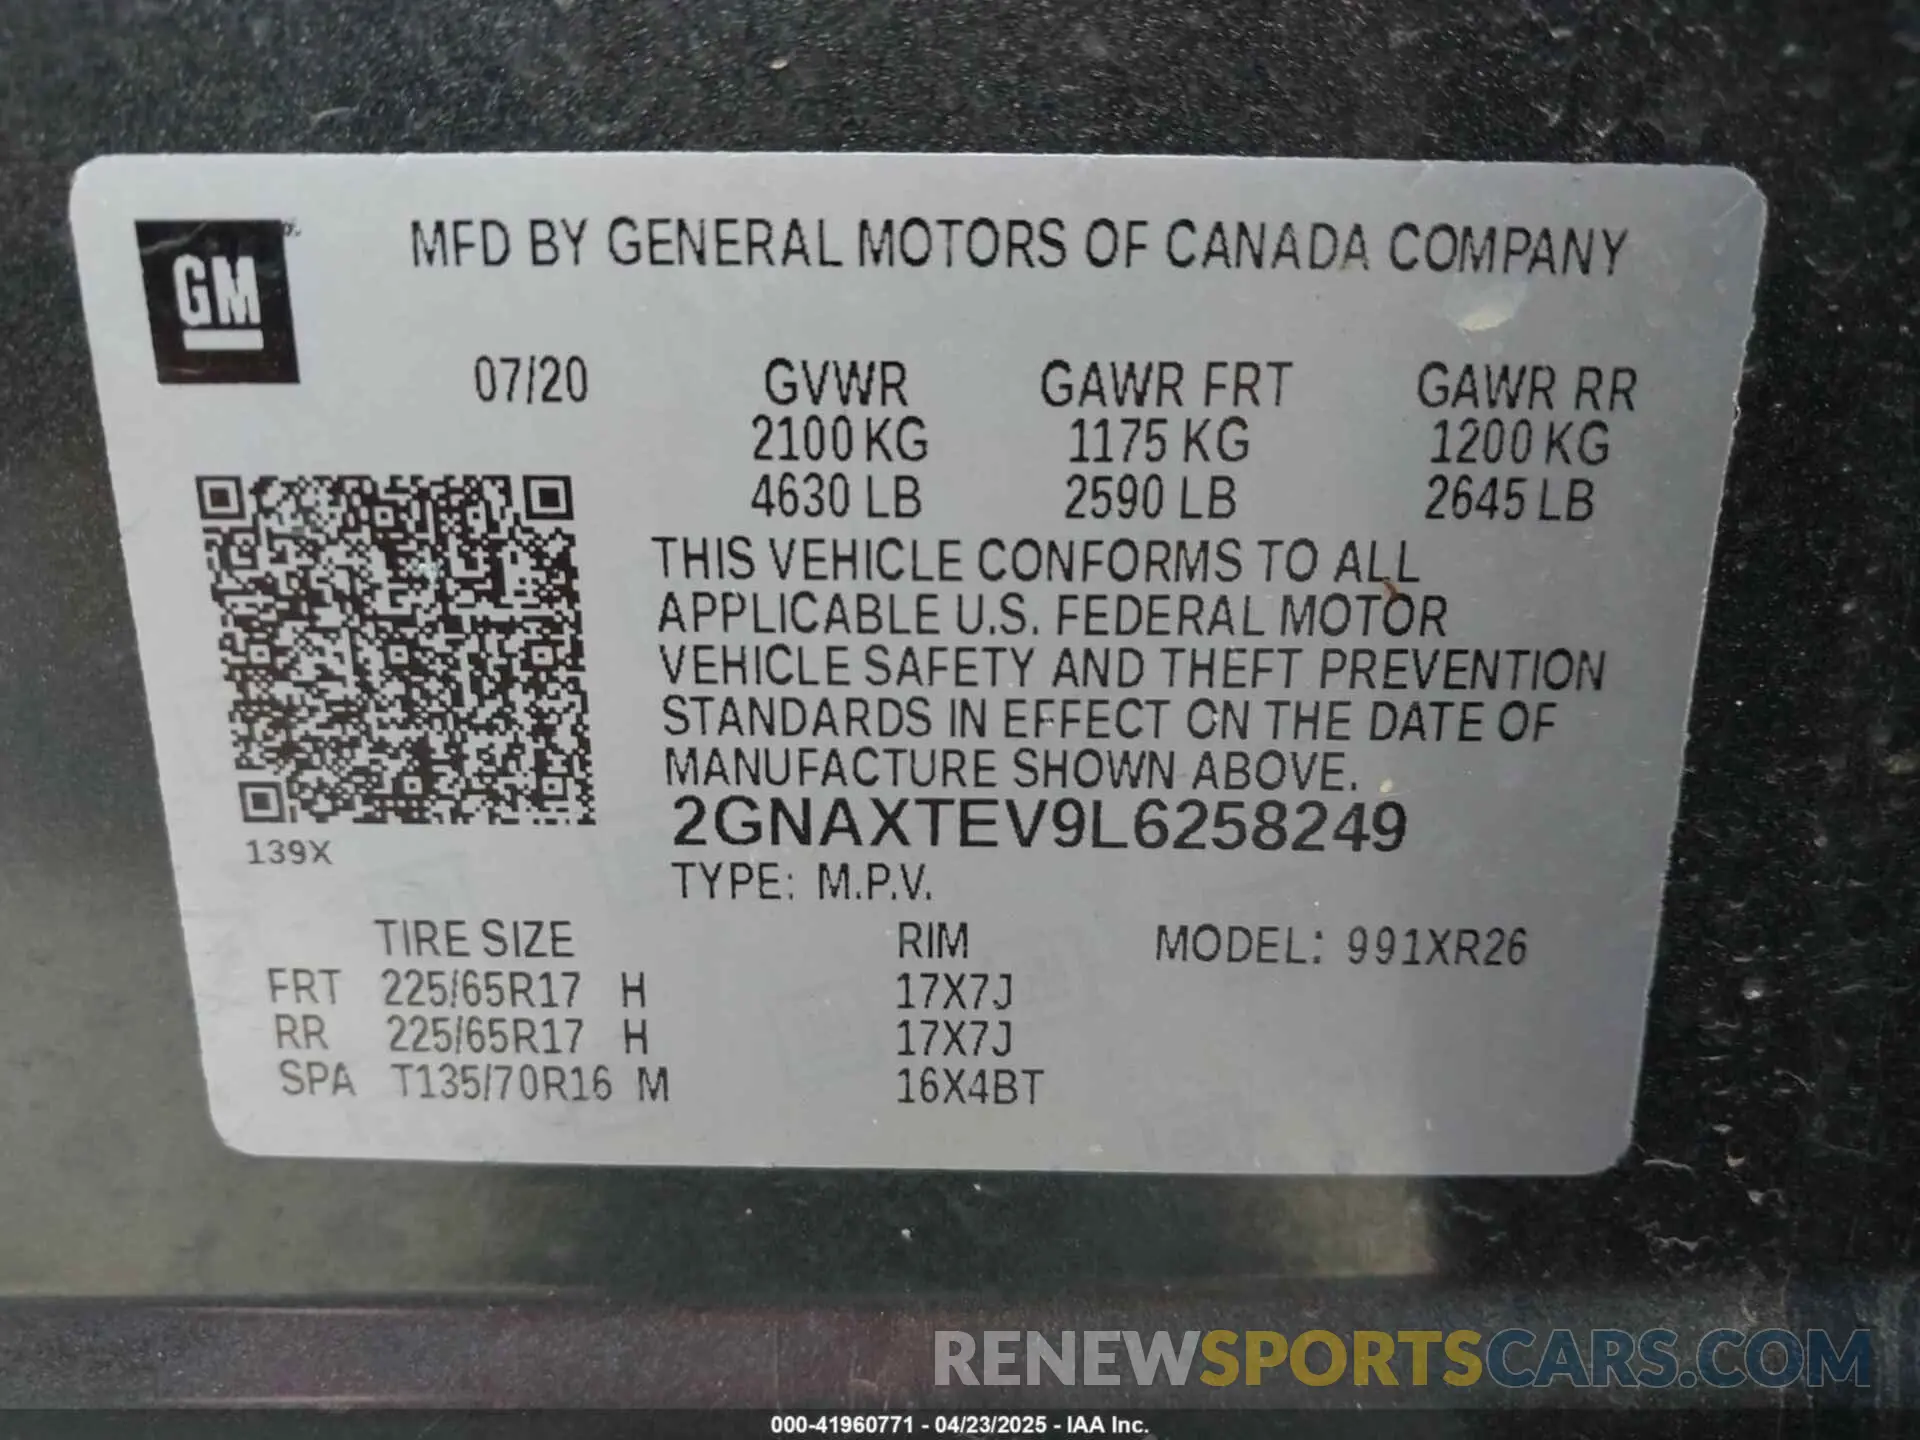 GM
MFD BY GENERAL MOTORS OF CANADA COMPANY
07/20 GVWR GAWR FRT GAWR RR
2100 KG 1175 KG 1200 KG
4630 LB 2590 LB 2645 LB
THIS VEHICLE CONFORMS TO ALL
APPLICABLE U.S. FEDERAL MOTOR
VEHICLE SAFETY AND THEFT PREVENTION
STANDARDS IN EFFECT ON THE DATE OF
MANUFACTURE SHOWN ABOVE.
2GNAXTEV9L6258249
139X
TYPE: M.P.V.
TIRE SIZE RIM MODEL: 991XR26
FRT 225/65R17 H 17X7J
RR 225/65R17 H 17X7J
SPA T135/70R16 M 16X4BT
RENEWSPORTSCARS.COM
000-41960771 - 04/23/2025 - IAA Inc.